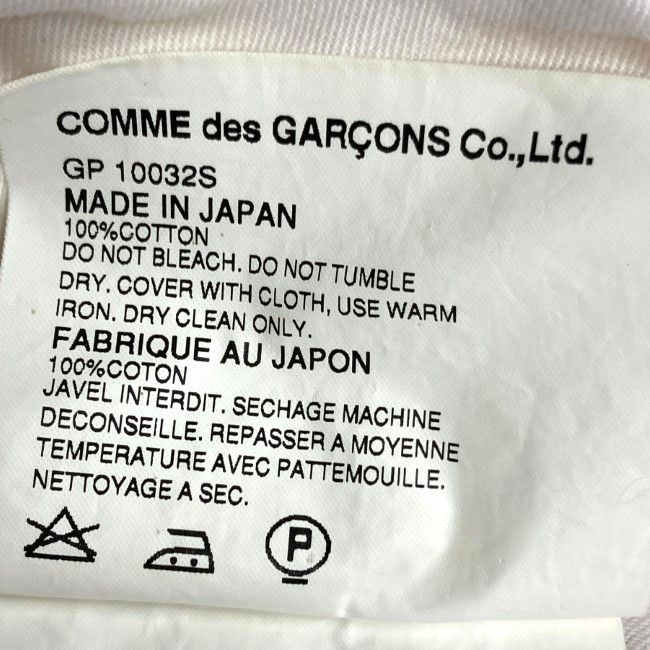 COMME des GARÇONS Co.,Ltd.
GP 10032S
MADE IN JAPAN
100%COTTON
DO NOT BLEACH. DO NOT TUMBLE
DRY. COVER WITH CLOTH, USE WARM
IRON. DRY CLEAN ONLY.
FABRIQUE AU JAPON
100%COTON
JAVEL INTERDIT. SECHAGE MACHINE
DECONSEILLE. REPASSER A MOYENNE
TEMPERATURE AVEC PATTEMOUILLE.
NETTOYAGE A SEC.
P